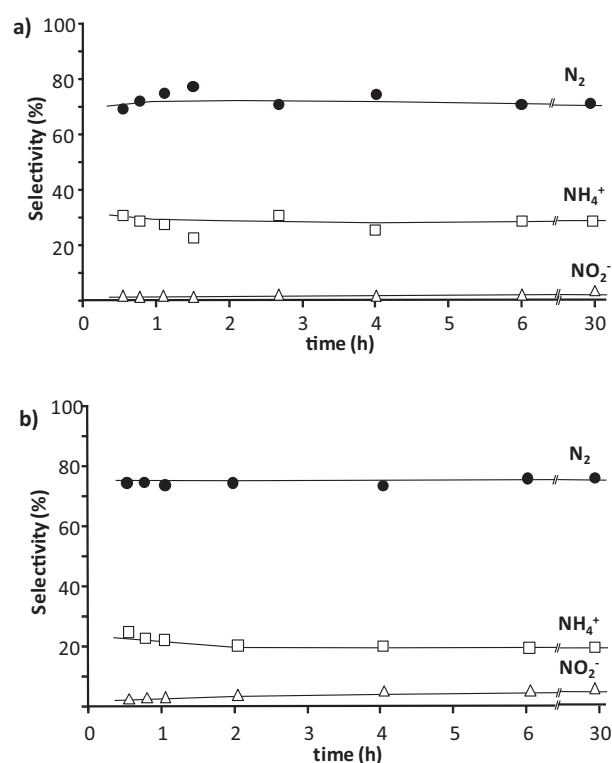 a)
100
80
60
40
20
0
Selectivity (%)
N₂
NH₄⁺
NO₂⁻
0 1 2 3 4 5 6 30
time (h)
b)
100
80
60
40
20
Selectivity (%)
N₂
NH₄⁺
NO₂⁻
0 1 2 3 4 5 6 30
time (h)